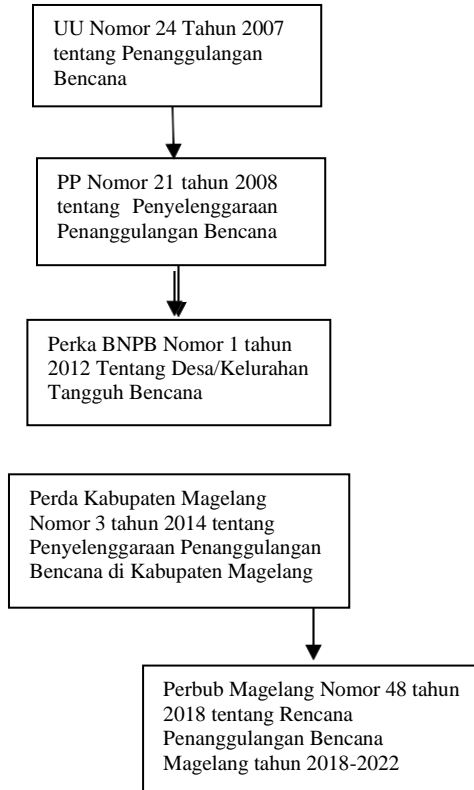 UU Nomor 24 Tahun 2007
tentang Penanggulangan
Bencana
PP Nomor 21 tahun 2008
tentang Penyelenggaraan
Penanggulangan Bencana
Perka BNPB Nomor 1 tahun
2012 Tentang Desa/Kelurahan
Tangguh Bencana
Perda Kabupaten Magelang
Nomor 3 tahun 2014 tentang
Penyelenggaraan Penanggulangan
Bencana di Kabupaten Magelang
Perbub Magelang Nomor 48 tahun
2018 tentang Rencana
Penanggulangan Bencana
Magelang tahun 2018-2022